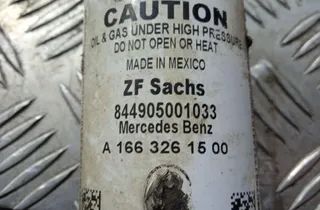 CAUTION
OIL & GAS UNDER HIGH PRESSURE
DO NOT OPEN OR HEAT
MADE IN MEXICO
ZF Sachs
844905001033
Mercedes Benz
A 166 326 15 00